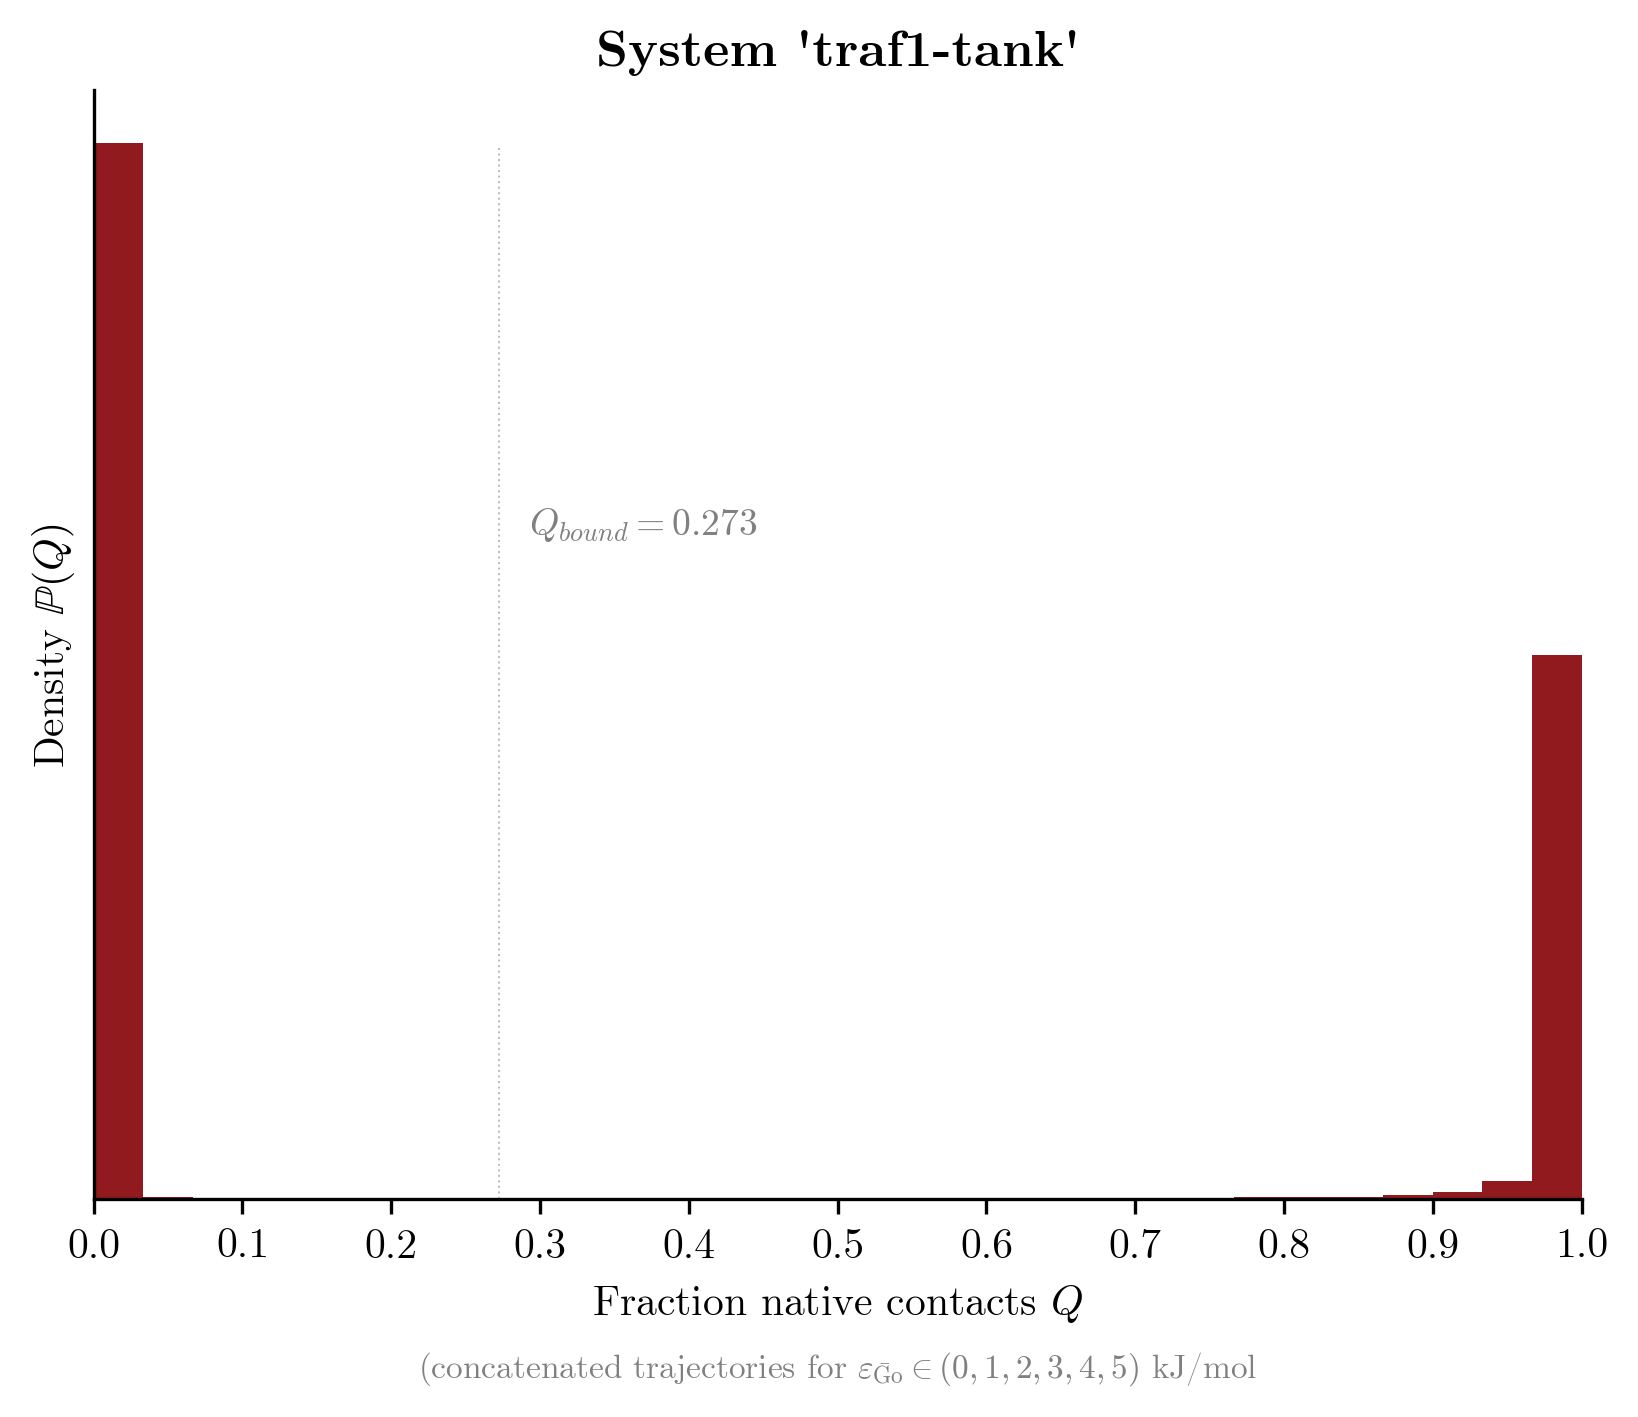 System 'traf1-tank'
Density ℙ(Q)
Q_bound = 0.273
0.0 0.1 0.2 0.3 0.4 0.5 0.6 0.7 0.8 0.9 1.0
Fraction native contacts Q
(concatenated trajectories for ε_Ḡo ∈ (0, 1, 2, 3, 4, 5) kJ/mol